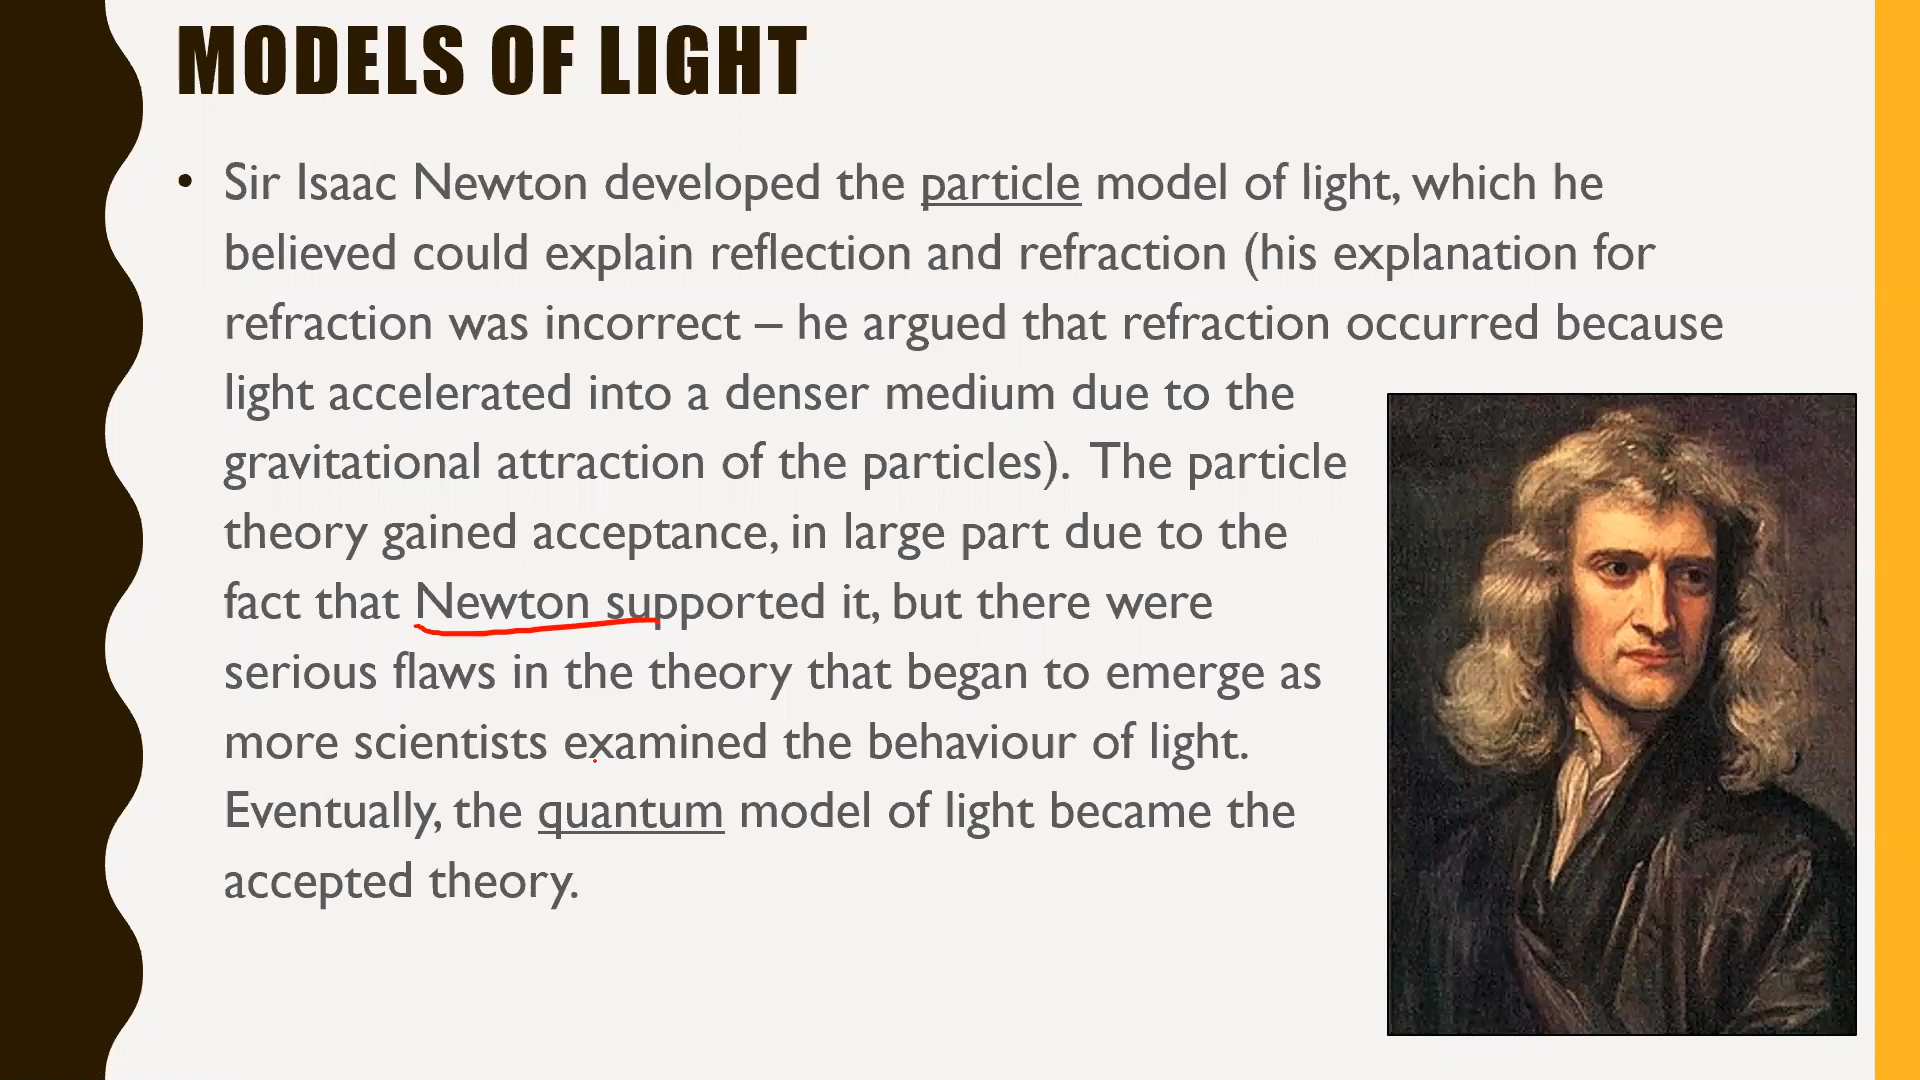 MODELS OF LIGHT
• Sir Isaac Newton developed the particle model of light, which he
believed could explain reflection and refraction (his explanation for
refraction was incorrect – he argued that refraction occurred because
light accelerated into a denser medium due to the
gravitational attraction of the particles). The particle
theory gained acceptance, in large part due to the
fact that Newton supported it, but there were
serious flaws in the theory that began to emerge as
more scientists examined the behaviour of light.
Eventually, the quantum model of light became the
accepted theory.